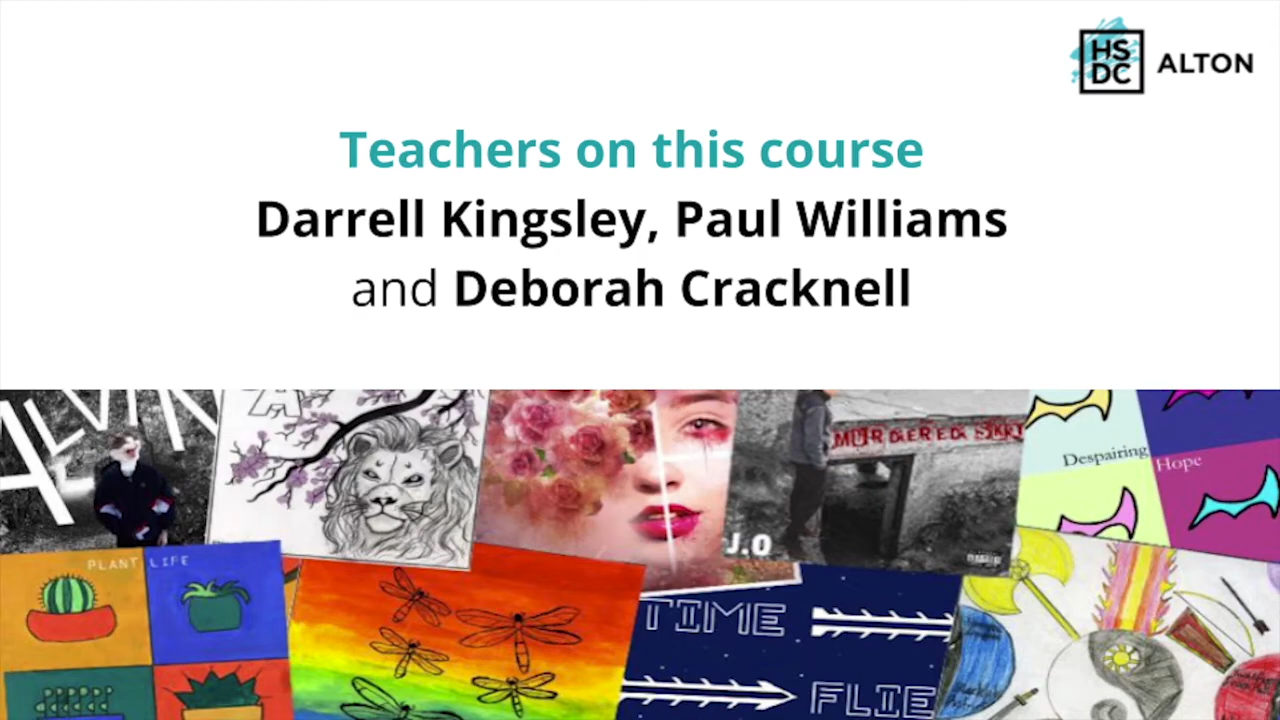 HS
DC
ALTON
Teachers on this course
Darrell Kingsley, Paul Williams
and Deborah Cracknell
Despairing
Hope
J.O
PLANT LIFE
TIME
FLIE